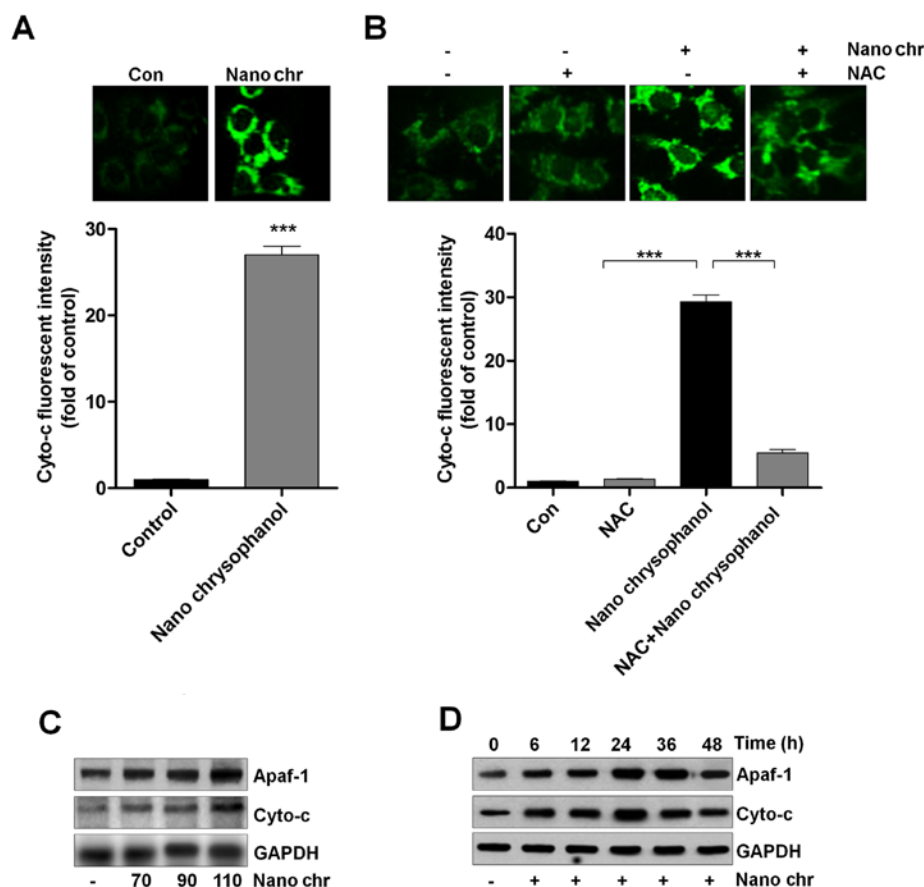 A
Con Nano chr
***
30
20
10
0
Cyto-c fluorescent intensity
(fold of control)
Control
Nano chrysophanol
B
- - + + Nano chr
- + - + NAC
*** ***
40
30
20
10
0
Cyto-c fluorescent intensity
(fold of control)
Con
NAC
Nano chrysophanol
NAC+Nano chrysophanol
C
Apaf-1
Cyto-c
GAPDH
- 70 90 110 Nano chr
D
0 6 12 24 36 48 Time (h)
Apaf-1
Cyto-c
GAPDH
- + + + + + Nano chr